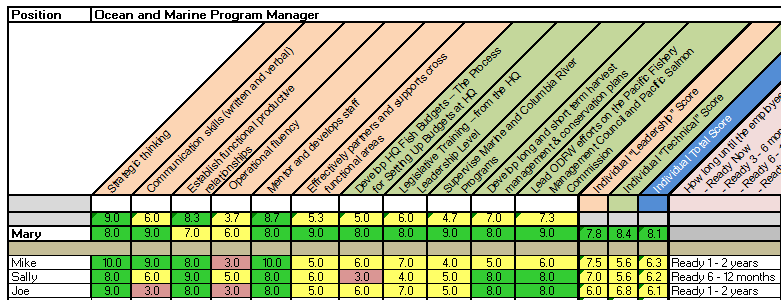 Position Ocean and Marine Program Manager
Strategic thinking
Communication skills (written and verbal)
Establish functional productive
relationships
Operational fluency
Mentor and develops staff
Effectively partners and supports cross
functional areas
Develop HQ Fish Budgets - The Process
for Setting Up Budgets at HQ
Legislative Training - from the HQ
Leadership Level
Supervise Marine and Columbia River
Programs
Develop long and short term harvest
management & conservation plans
Lead ODFW efforts on the Pacific Fishery
Management Council and Pacific Salmon
Commission
Individual "Leadership" Score
Individual "Technical" Score
Individual Total Score
How long until the employe
- Ready Now
- Ready 3 - 6 mo
- Ready 6 -
- Ready
9.0 6.0 8.3 3.7 8.7 5.3 5.0 6.0 4.7 7.0 7.3
Mary 8.0 9.0 7.0 6.0 8.0 9.0 8.0 8.0 9.0 8.0 9.0 7.8 8.4 8.1
Mike 10.0 9.0 8.0 3.0 10.0 5.0 6.0 7.0 4.0 5.0 6.0 7.5 5.6 6.3 Ready 1 - 2 years
Sally 8.0 6.0 9.0 5.0 8.0 6.0 3.0 4.0 5.0 8.0 8.0 7.0 5.6 6.2 Ready 6 - 12 months
Joe 9.0 3.0 8.0 3.0 8.0 5.0 6.0 7.0 5.0 8.0 8.0 6.0 6.8 6.1 Ready 1 - 2 years